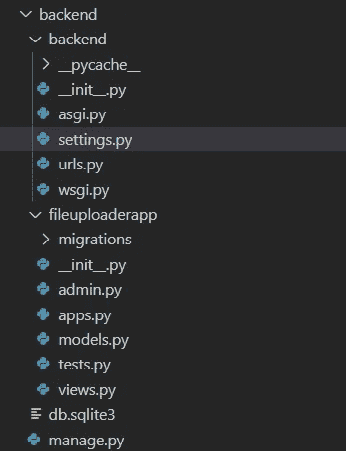 backend
backend
__pycache__
__init__.py
asgi.py
settings.py
urls.py
wsgi.py
fileuploaderapp
migrations
__init__.py
admin.py
apps.py
models.py
tests.py
views.py
db.sqlite3
manage.py